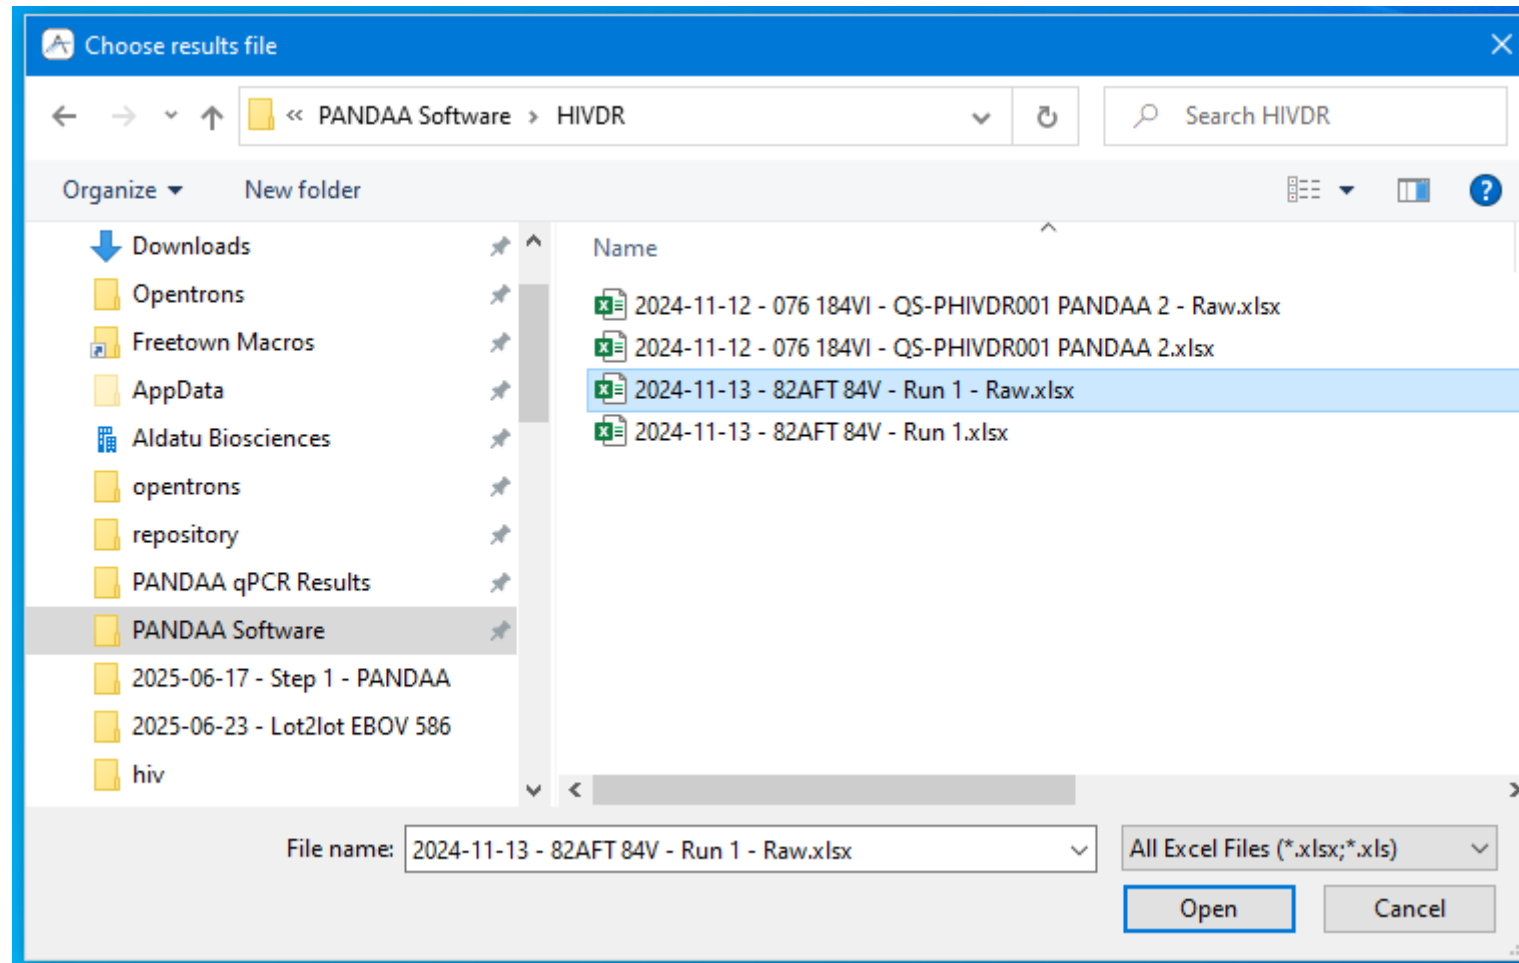 Choose results file
« PANDAA Software > HIVDR
Search HIVDR
Organize
New folder
Downloads
Opentrons
Freetown Macros
AppData
Aldatu Biosciences
opentrons
repository
PANDAA qPCR Results
PANDAA Software
2025-06-17 - Step 1 - PANDAA
2025-06-23 - Lot2lot EBOV 586
hiv
Name
2024-11-12 - 076 184VI - QS-PHIVDR001 PANDAA 2 - Raw.xlsx
2024-11-12 - 076 184VI - QS-PHIVDR001 PANDAA 2.xlsx
2024-11-13 - 82AFT 84V - Run 1 - Raw.xlsx
2024-11-13 - 82AFT 84V - Run 1.xlsx
File name: 2024-11-13 - 82AFT 84V - Run 1 - Raw.xlsx
All Excel Files (*.xlsx;*.xls)
Open
Cancel